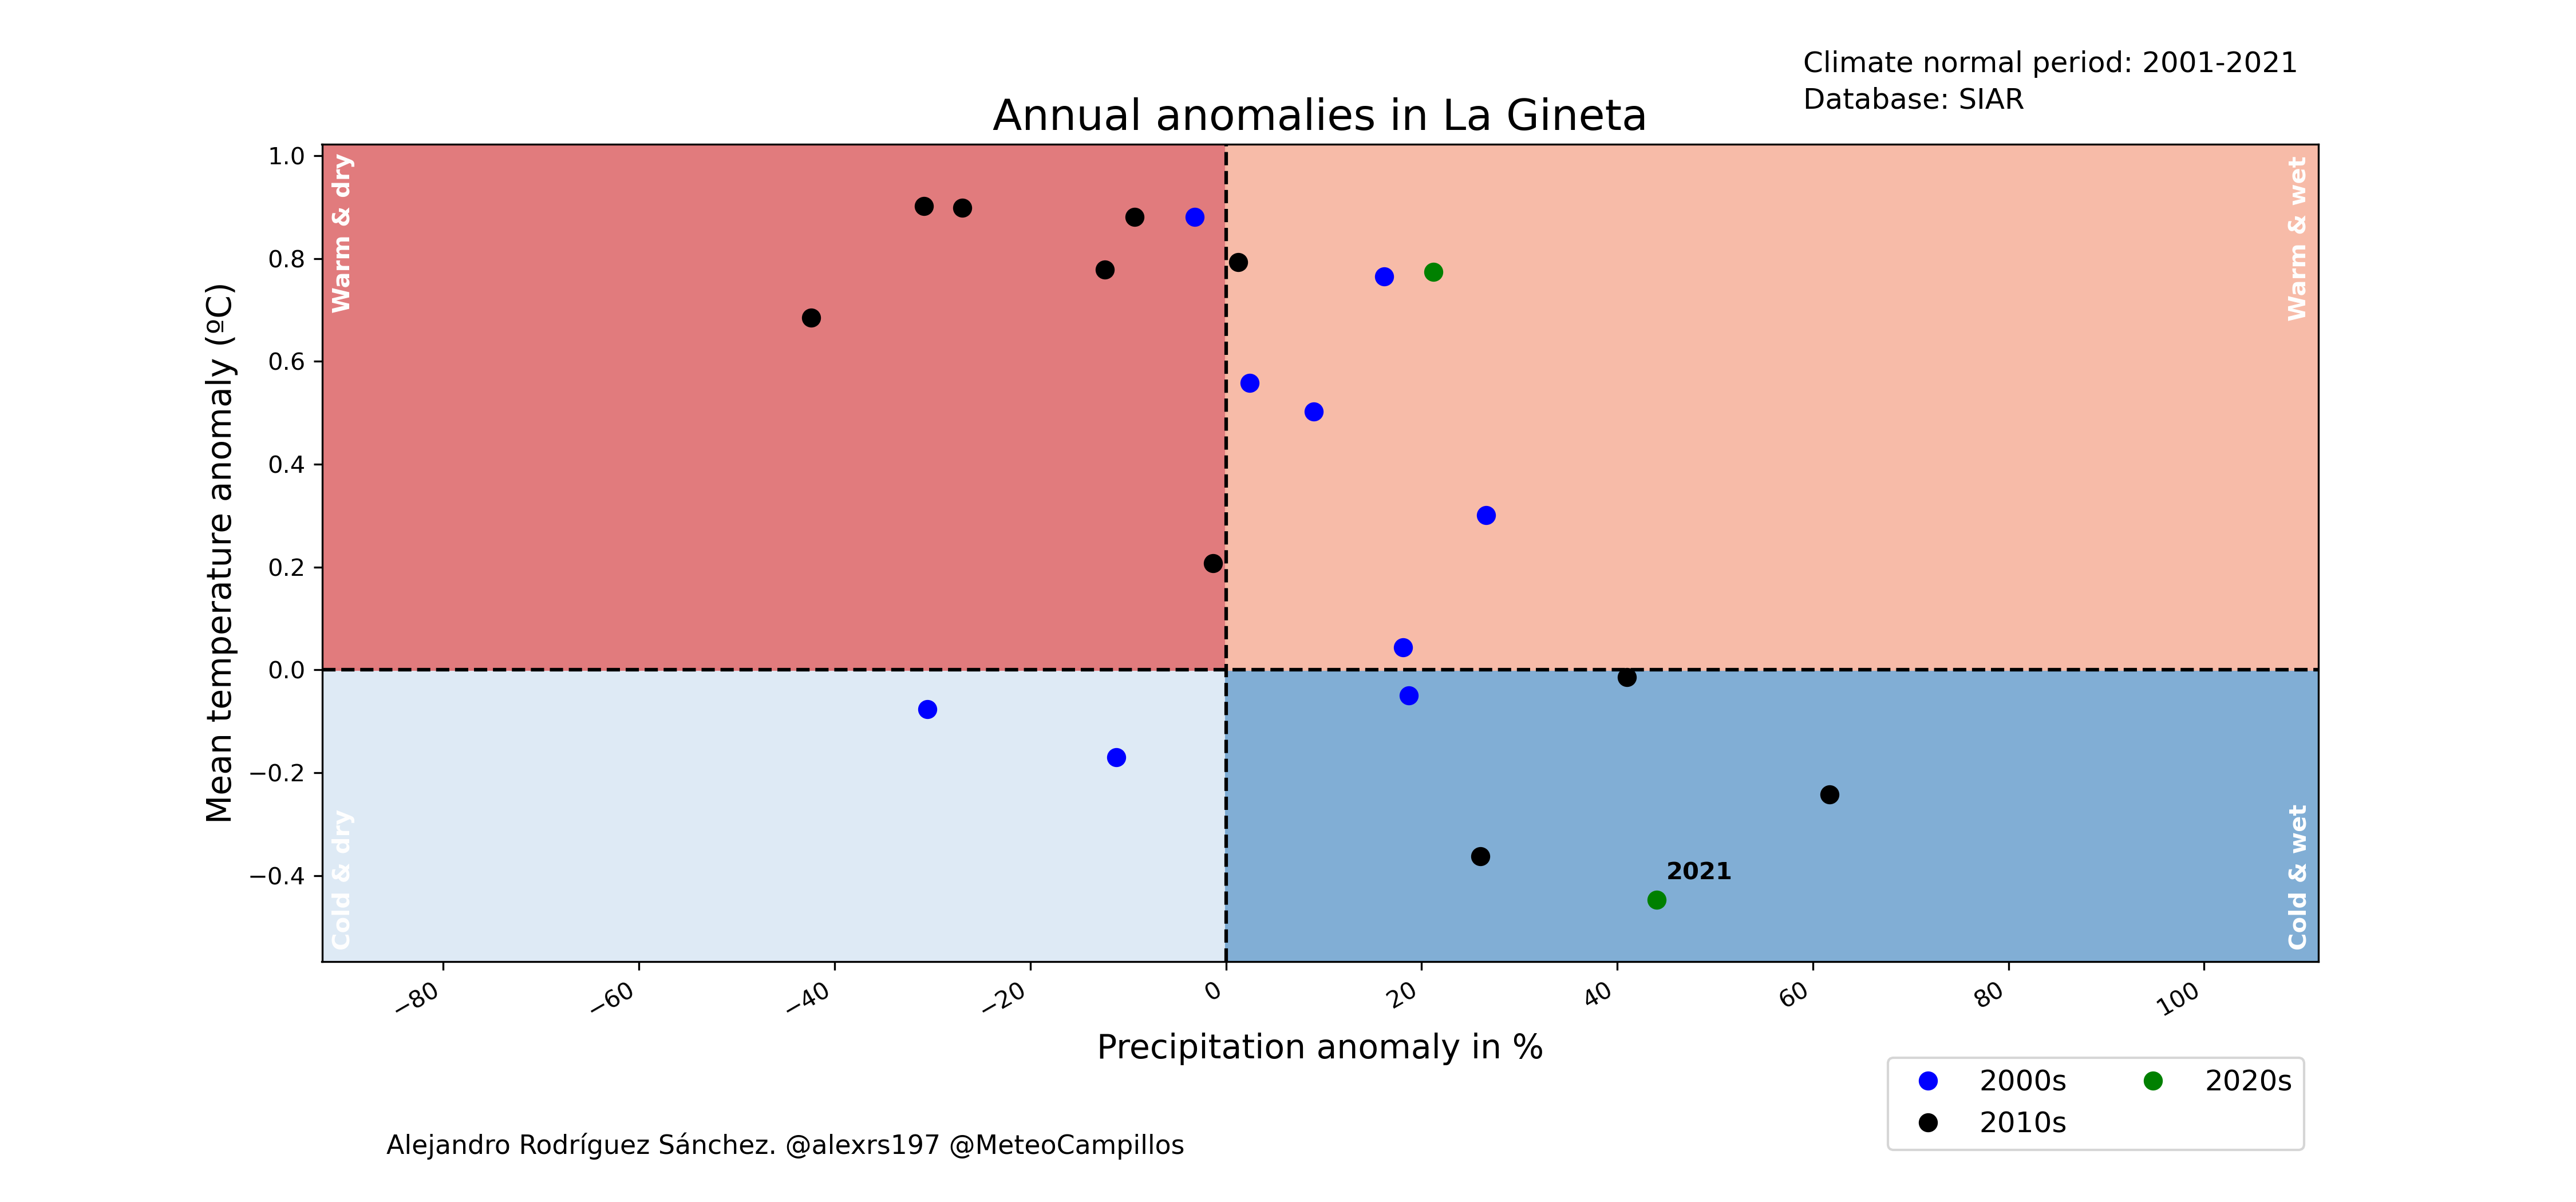 Climate normal period: 2001-2021
Database: SIAR
Annual anomalies in La Gineta
Warm & dry
Warm & wet
Cold & dry
Cold & wet
Mean temperature anomaly (ºC)
1.0
0.8
0.6
0.4
0.2
0.0
−0.2
−0.4
2021
−80
−60
−40
−20
0
20
40
60
80
100
Precipitation anomaly in %
2000s
2010s
2020s
Alejandro Rodríguez Sánchez. @alexrs197 @MeteoCampillos